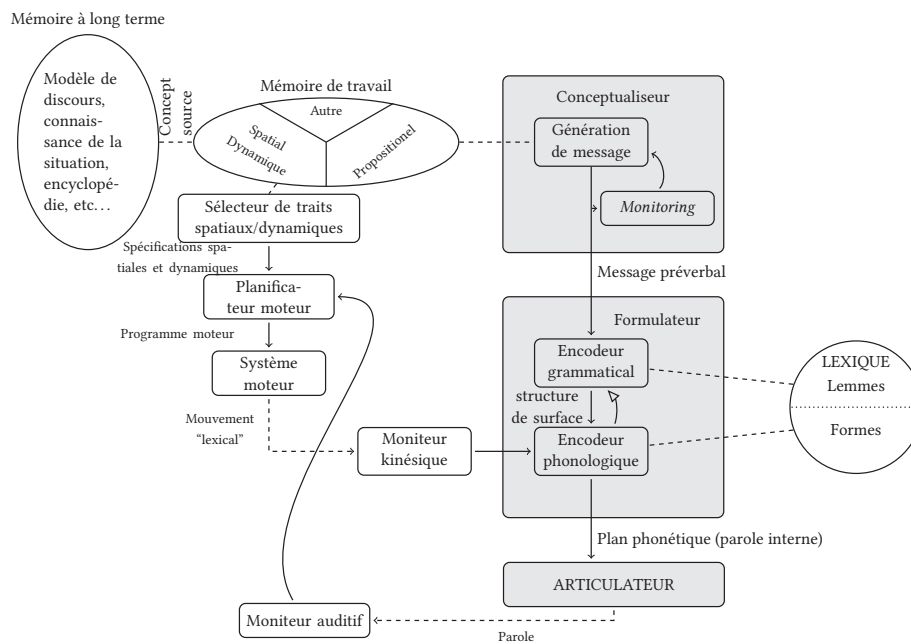 Mémoire à long terme
Modèle de
discours,
connais-
sance de la
situation,
encyclopé-
die, etc…
Concept
source
Mémoire de travail
Autre
Spatial
Dynamique
Propositionel
Sélecteur de traits
spatiaux/dynamiques
Spécifications spa-
tiales et dynamiques
Planifica-
teur moteur
Programme moteur
Système
moteur
Mouvement
“lexical”
Moniteur
kinésique
Conceptualiseur
Génération
de message
Monitoring
Message préverbal
Formulateur
Encodeur
grammatical
structure
de surface
Encodeur
phonologique
LEXIQUE
Lemmes
Formes
Plan phonétique (parole interne)
ARTICULATEUR
Moniteur auditif
Parole